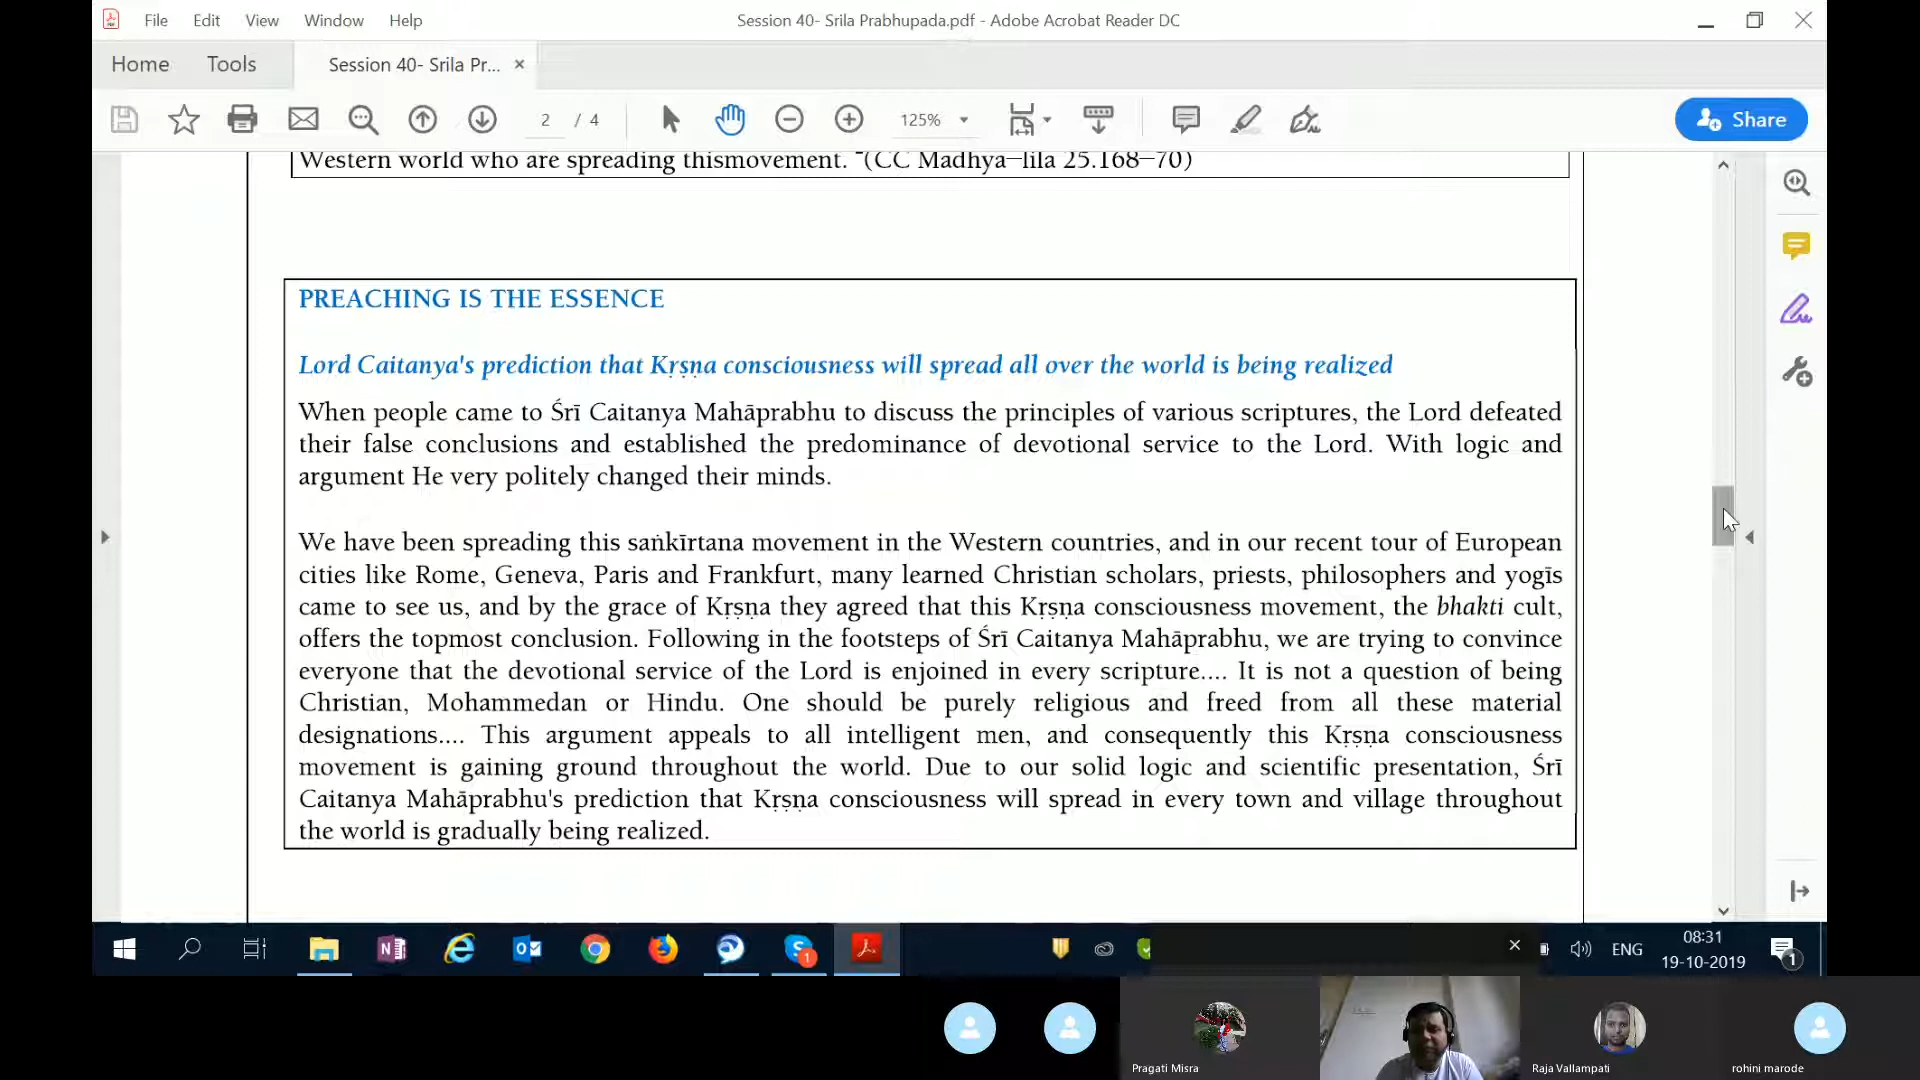 File Edit View Window Help
Session 40- Srila Prabhupada.pdf - Adobe Acrobat Reader DC
Home Tools Session 40- Srila Pr... ×
2 / 4 125% Share
Western world who are spreading thismovement. ‟(CC Madhya–lila 25.168–70)
PREACHING IS THE ESSENCE
Lord Caitanya's prediction that Kṛṣṇa consciousness will spread all over the world is being realized
When people came to Śrī Caitanya Mahāprabhu to discuss the principles of various scriptures, the Lord defeated
their false conclusions and established the predominance of devotional service to the Lord. With logic and
argument He very politely changed their minds.
We have been spreading this saṅkīrtana movement in the Western countries, and in our recent tour of European
cities like Rome, Geneva, Paris and Frankfurt, many learned Christian scholars, priests, philosophers and yogīs
came to see us, and by the grace of Kṛṣṇa they agreed that this Kṛṣṇa consciousness movement, the bhakti cult,
offers the topmost conclusion. Following in the footsteps of Śrī Caitanya Mahāprabhu, we are trying to convince
everyone that the devotional service of the Lord is enjoined in every scripture.... It is not a question of being
Christian, Mohammedan or Hindu. One should be purely religious and freed from all these material
designations.... This argument appeals to all intelligent men, and consequently this Kṛṣṇa consciousness
movement is gaining ground throughout the world. Due to our solid logic and scientific presentation, Śrī
Caitanya Mahāprabhu's prediction that Kṛṣṇa consciousness will spread in every town and village throughout
the world is gradually being realized.
ENG
08:31
19-10-2019
1
1
Pragati Misra
Raja Vallampati
rohini marode